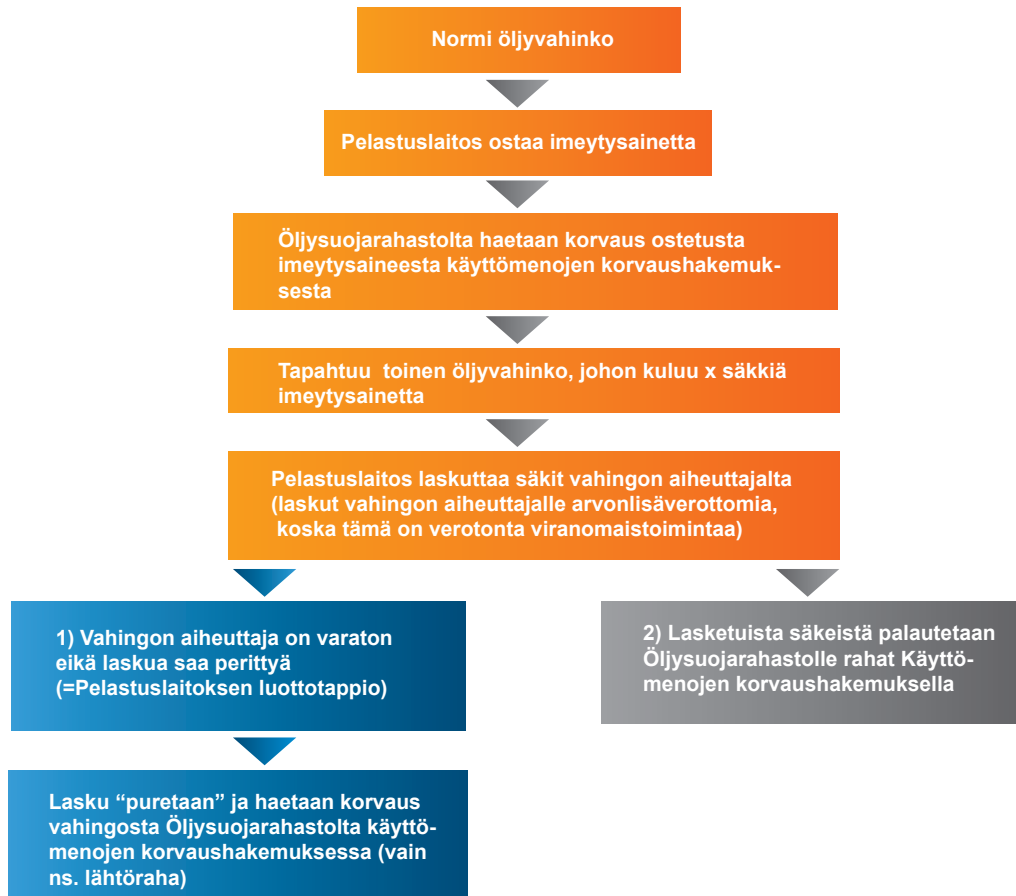 Normi öljyvahinko
Pelastuslaitos ostaa imeytysainetta
Öljysuojarahastolta haetaan korvaus ostetusta
imeytysaineesta käyttömenojen korvaushakemuk-
sesta
Tapahtuu toinen öljyvahinko, johon kuluu x säkkiä
imeytysainetta
Pelastuslaitos laskuttaa säkit vahingon aiheuttajalta
(laskut vahingon aiheuttajalle arvonlisäverottomia,
koska tämä on verotonta viranomaistoimintaa)
1) Vahingon aiheuttaja on varaton
eikä laskua saa perittyä
(=Pelastuslaitoksen luottotappio)
2) Lasketuista säkeistä palautetaan
Öljysuojarahastolle rahat Käyttö-
menojen korvaushakemuksella
Lasku “puretaan” ja haetaan korvaus
vahingosta Öljysuojarahastolta käyttö-
menojen korvaushakemuksessa (vain
ns. lähtöraha)